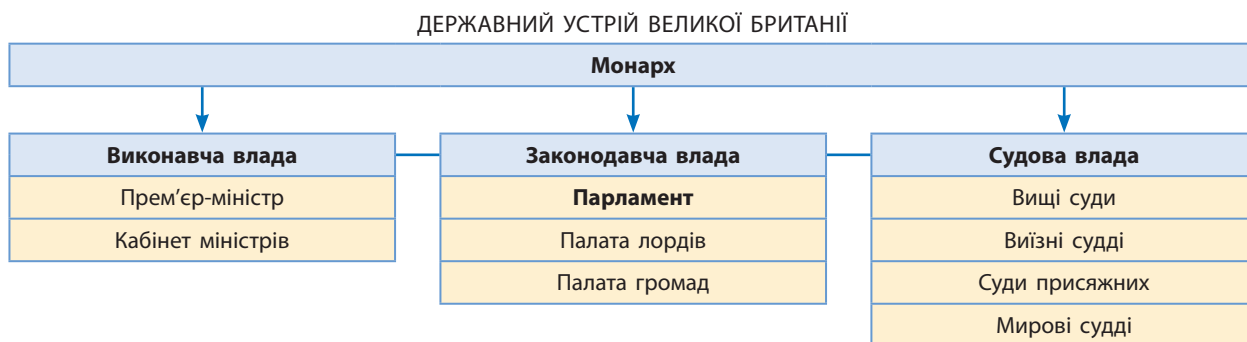 ДЕРЖАВНИЙ УСТРІЙ ВЕЛИКОЇ БРИТАНІЇ
Монарх
Виконавча влада
Прем’єр-міністр
Кабінет міністрів
Законодавча влада
Парламент
Палата лордів
Палата громад
Судова влада
Вищі суди
Виїзні судді
Суди присяжних
Мирові судді